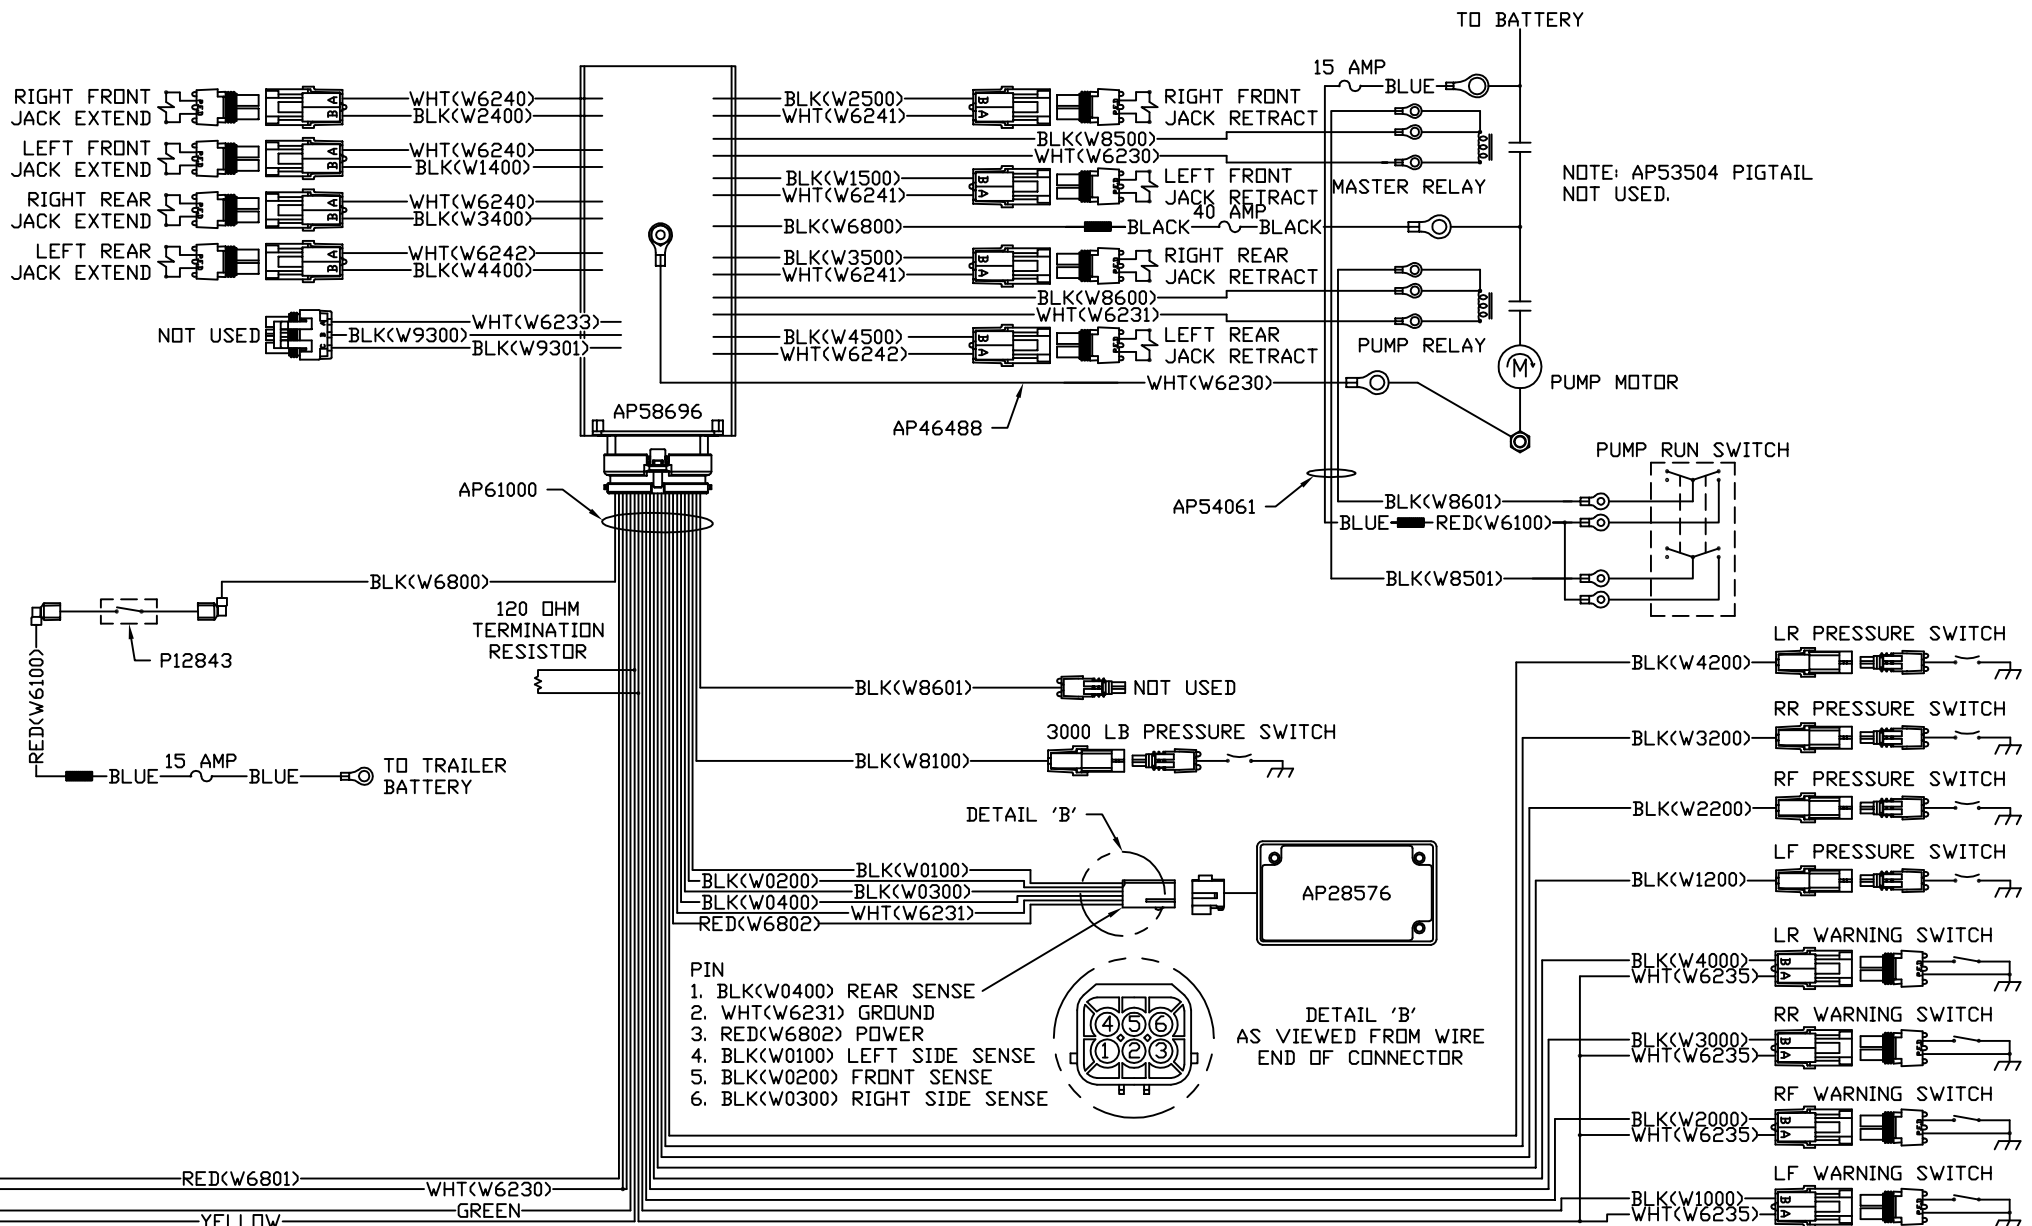 TO BATTERY
15 AMP
BLUE
RIGHT FRONT
JACK EXTEND
A
B
WHT(W6240)
BLK(W2400)
LEFT FRONT
JACK EXTEND
A
B
WHT(W6240)
BLK(W1400)
RIGHT REAR
JACK EXTEND
A
B
WHT(W6240)
BLK(W3400)
LEFT REAR
JACK EXTEND
A
B
WHT(W6242)
BLK(W4400)
NOT USED
WHT(W6233)
BLK(W9300)
BLK(W9301)
AP58696
BLK(W2500)
WHT(W6241)
B
A
RIGHT FRONT
JACK RETRACT
BLK(W8500)
WHT(W6230)
BLK(W1500)
WHT(W6241)
B
A
LEFT FRONT
JACK RETRACT
MASTER RELAY
BLK(W6800)
BLACK
40 AMP
BLACK
BLK(W3500)
WHT(W6241)
B
A
RIGHT REAR
JACK RETRACT
BLK(W8600)
WHT(W6231)
BLK(W4500)
WHT(W6242)
B
A
LEFT REAR
JACK RETRACT
PUMP RELAY
NOTE: AP53504 PIGTAIL
NOT USED.
M
PUMP MOTOR
WHT(W6230)
AP46488
AP61000
AP54061
PUMP RUN SWITCH
BLK(W8601)
BLUE
RED(W6100)
BLK(W8501)
BLK(W6800)
P12843
RED(W6100)
BLUE
15 AMP
BLUE
TO TRAILER
BATTERY
120 OHM
TERMINATION
RESISTOR
BLK(W8601)
NOT USED
3000 LB PRESSURE SWITCH
BLK(W8100)
DETAIL 'B'
BLK(W0100)
BLK(W0200)
BLK(W0300)
BLK(W0400)
WHT(W6231)
RED(W6802)
AP28576
PIN
1. BLK(W0400) REAR SENSE
2. WHT(W6231) GROUND
3. RED(W6802) POWER
4. BLK(W0100) LEFT SIDE SENSE
5. BLK(W0200) FRONT SENSE
6. BLK(W0300) RIGHT SIDE SENSE
4 5 6
1 2 3
DETAIL 'B'
AS VIEWED FROM WIRE
END OF CONNECTOR
LR PRESSURE SWITCH
BLK(W4200)
RR PRESSURE SWITCH
BLK(W3200)
RF PRESSURE SWITCH
BLK(W2200)
LF PRESSURE SWITCH
BLK(W1200)
LR WARNING SWITCH
BLK(W4000)
WHT(W6235)
B
A
RR WARNING SWITCH
BLK(W3000)
WHT(W6235)
B
A
RF WARNING SWITCH
BLK(W2000)
WHT(W6235)
B
A
LF WARNING SWITCH
BLK(W1000)
WHT(W6235)
B
A
RED(W6801)
WHT(W6230)
GREEN
YELLOW